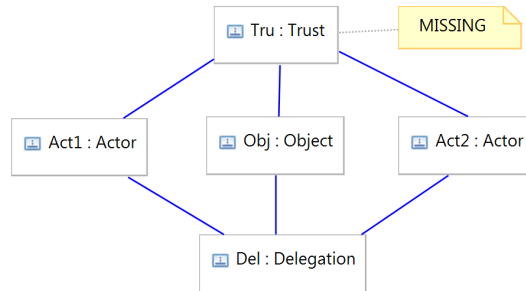 Tru : Trust
MISSING
Act1 : Actor
Obj : Object
Act2 : Actor
Del : Delegation